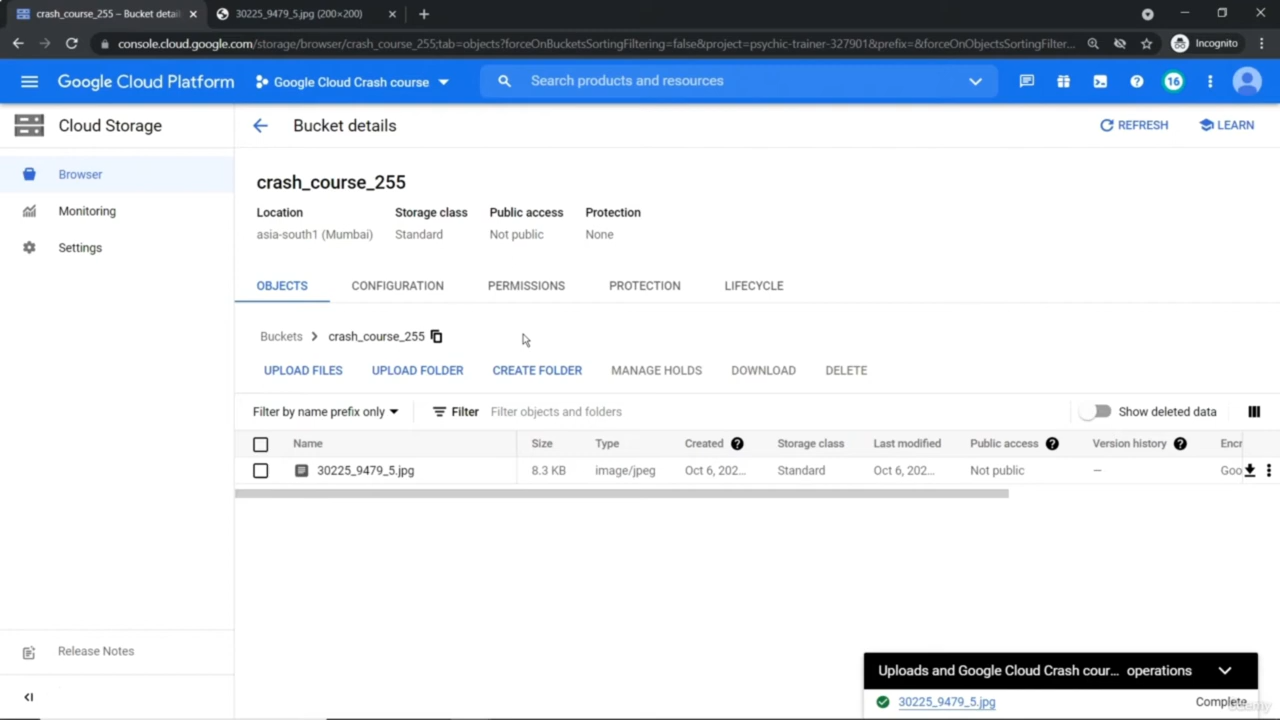 crash_course_255 – Bucket detai
30225_9479_5.jpg (200×200)
console.cloud.google.com/storage/browser/crash_course_255;tab=objects?forceOnBucketsSortingFiltering=false&project=psychic-trainer-327901&prefix=&forceOnObjectsSortingFilter...
Incognito
Google Cloud Platform
Google Cloud Crash course
Search products and resources
16
Cloud Storage
Bucket details
REFRESH
LEARN
Browser
Monitoring
Settings
crash_course_255
Location Storage class Public access Protection
asia-south1 (Mumbai) Standard Not public None
OBJECTS CONFIGURATION PERMISSIONS PROTECTION LIFECYCLE
Buckets > crash_course_255
UPLOAD FILES UPLOAD FOLDER CREATE FOLDER MANAGE HOLDS DOWNLOAD DELETE
Filter by name prefix only Filter Filter objects and folders Show deleted data
Name Size Type Created Storage class Last modified Public access Version history Encr
30225_9479_5.jpg 8.3 KB image/jpeg Oct 6, 202... Standard Oct 6, 202... Not public – Goo
Release Notes
Uploads and Google Cloud Crash cour... operations
30225_9479_5.jpg Complete
udemy